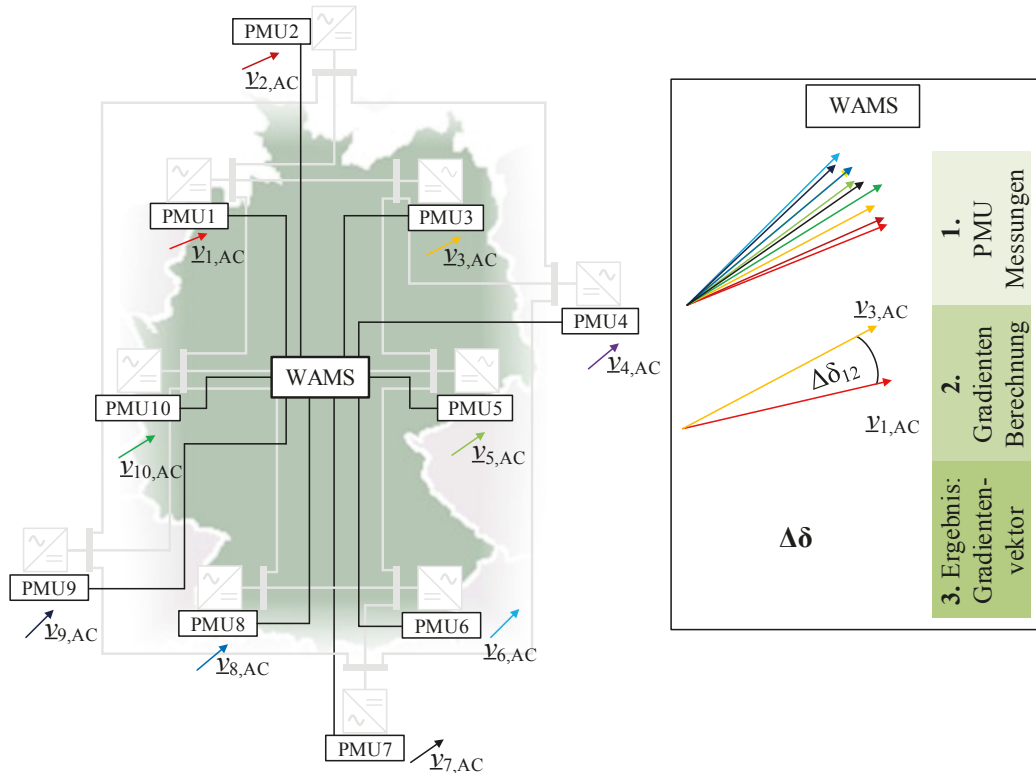 PMU2
v2,AC
PMU1
v1,AC
PMU3
v3,AC
PMU4
v4,AC
WAMS
PMU10
v10,AC
PMU5
v5,AC
PMU9
v9,AC
PMU8
v8,AC
PMU6
v6,AC
PMU7
v7,AC
WAMS
1.
PMU
Messungen
v3,AC
Δδ12
v1,AC
2.
Gradienten
Berechnung
Δδ
3. Ergebnis:
Gradienten-
vektor